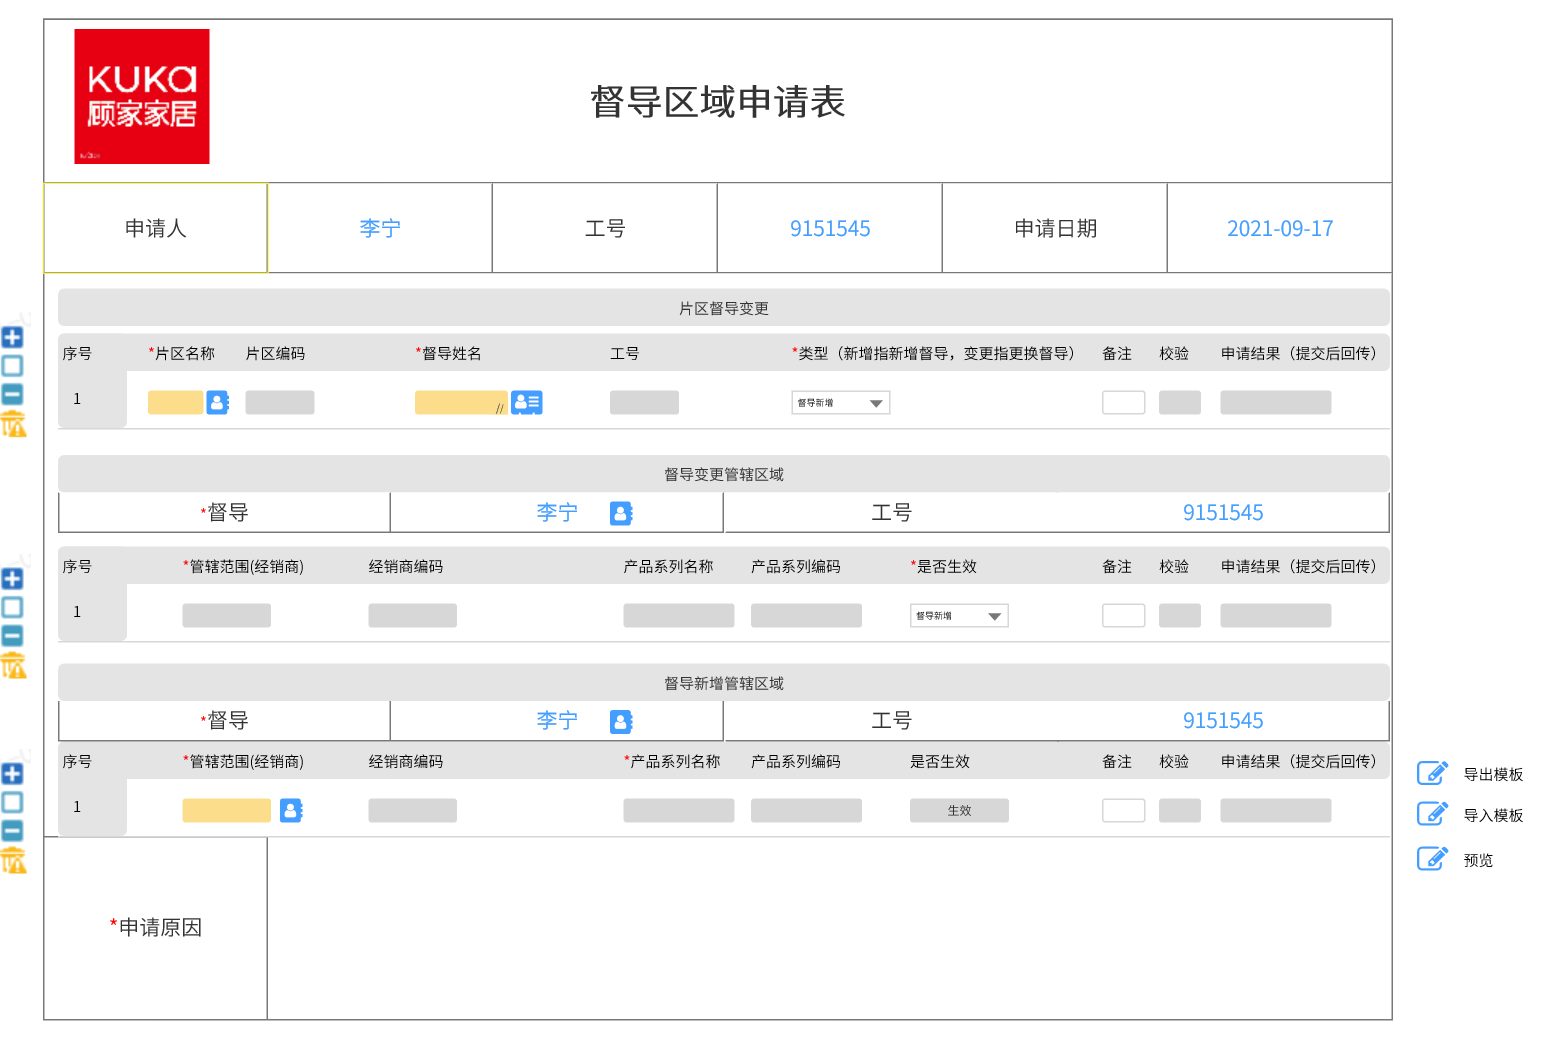 KUKa
顾家家居
督导区域申请表
申请人 李宁 工号 9151545 申请日期 2021-09-17
片区督导变更
序号 *片区名称 片区编码 *督导姓名 工号 *类型（新增指新增督导，变更指更换督导） 备注 校验 申请结果（提交后回传）
1 // 督导新增
督导变更管辖区域
*督导 李宁 工号 9151545
序号 *管辖范围(经销商) 经销商编码 产品系列名称 产品系列编码 *是否生效 备注 校验 申请结果（提交后回传）
1 督导新增
督导新增管辖区域
*督导 李宁 工号 9151545
序号 *管辖范围(经销商) 经销商编码 *产品系列名称 产品系列编码 是否生效 备注 校验 申请结果（提交后回传）
1 生效
导出模板
导入模板
预览
*申请原因